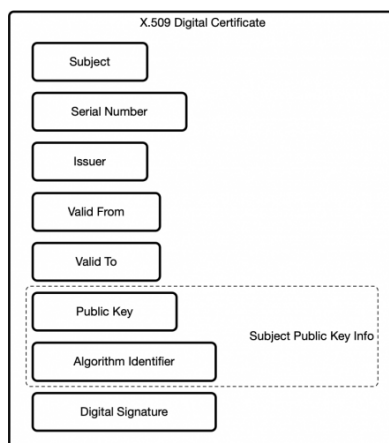 X.509 Digital Certificate
Subject
Serial Number
Issuer
Valid From
Valid To
Public Key
Subject Public Key Info
Algorithm Identifier
Digital Signature